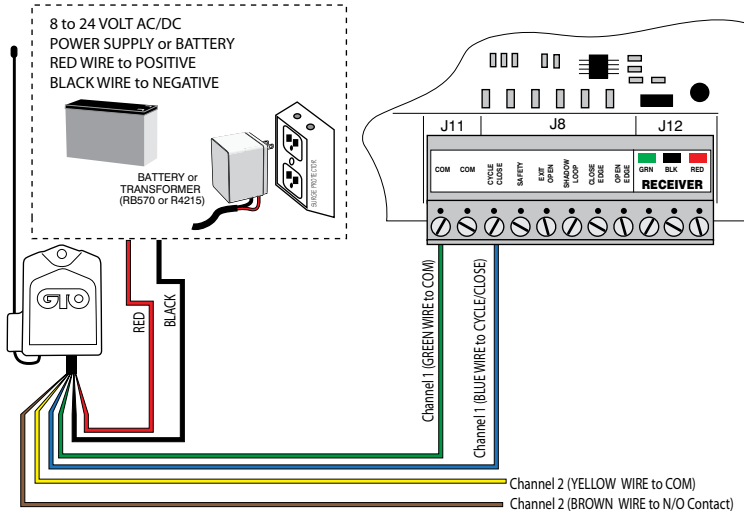 8 to 24 VOLT AC/DC
POWER SUPPLY or BATTERY
RED WIRE to POSITIVE
BLACK WIRE to NEGATIVE
BATTERY or
TRANSFORMER
(RB570 or R4215)
SURGE PROTECTOR
GTO
RED
BLACK
J11
J8
J12
COM
COM
CYCLE
CLOSE
SAFETY
EXIT
OPEN
SHADOW
LOOP
CLOSE
EDGE
OPEN
EDGE
GRN
BLK
RED
RECEIVER
Channel 1 (GREEN WIRE to COM)
Channel 1 (BLUE WIRE to CYCLE/CLOSE)
Channel 2 (YELLOW WIRE to COM)
Channel 2 (BROWN WIRE to N/O Contact)